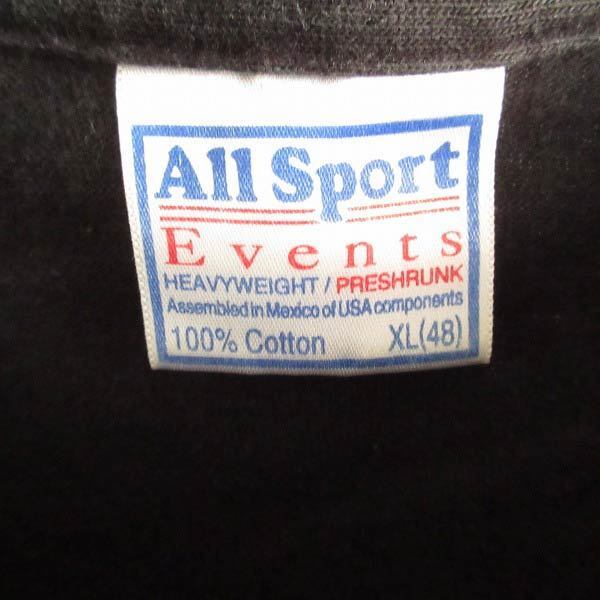 All Sport
Events
HEAVYWEIGHT / PRESHRUNK
Assembled in Mexico of USA components
100% Cotton XL(48)